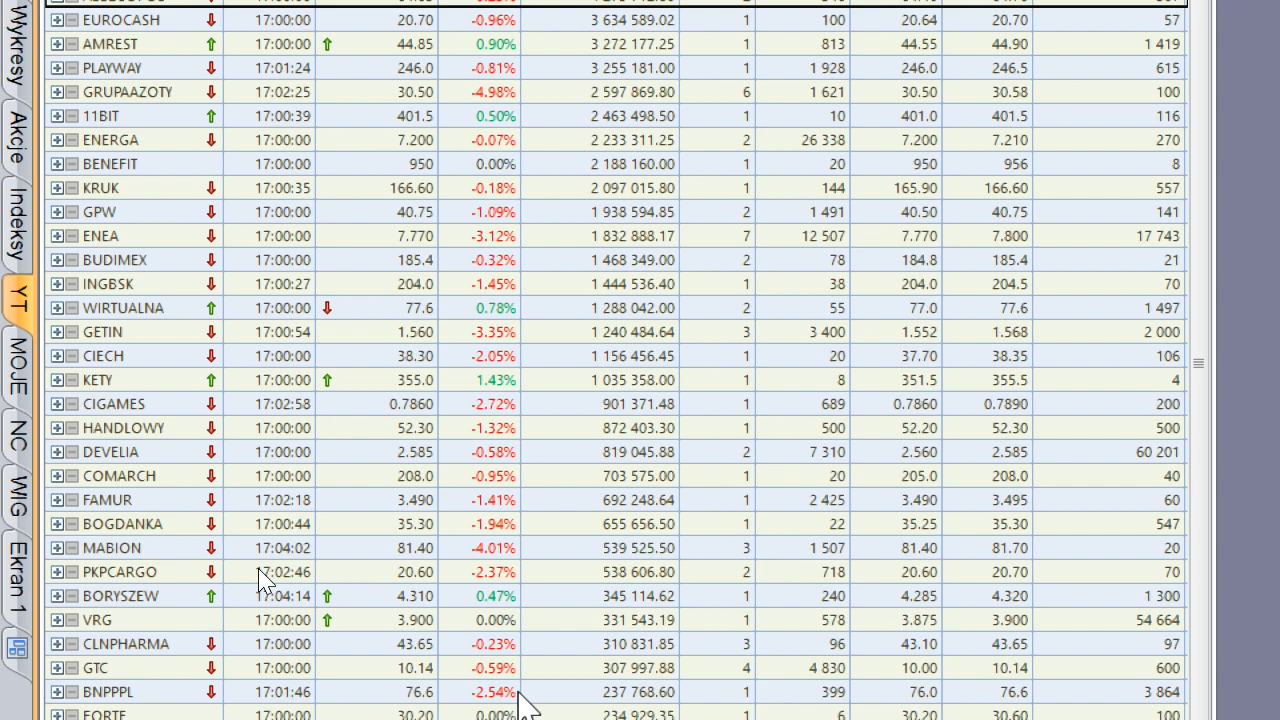 EUROCASH 17:00:00 20.70 -0.96% 3 634 589.02 1 100 20.64 20.70 57
AMREST 17:00:00 44.85 0.90% 3 272 177.25 1 813 44.55 44.90 1 419
PLAYWAY 17:01:24 246.0 -0.81% 3 255 181.00 1 1 928 246.0 246.5 615
GRUPAAZOTY 17:02:25 30.50 -4.98% 2 597 869.80 6 1 621 30.50 30.58 100
11BIT 17:00:39 401.5 0.50% 2 463 498.50 1 10 401.0 401.5 116
ENERGA 17:00:00 7.200 -0.07% 2 233 311.25 2 26 338 7.200 7.210 270
BENEFIT 17:00:00 950 0.00% 2 188 160.00 1 20 950 956 8
KRUK 17:00:35 166.60 -0.18% 2 097 015.80 1 144 165.90 166.60 557
GPW 17:00:00 40.75 -1.09% 1 938 594.85 2 1 491 40.50 40.75 141
ENEA 17:00:00 7.770 -3.12% 1 832 888.17 7 12 507 7.770 7.800 17 743
BUDIMEX 17:00:00 185.4 -0.32% 1 468 349.00 2 78 184.8 185.4 21
INGBSK 17:00:27 204.0 -1.45% 1 444 536.40 1 38 204.0 204.5 70
WIRTUALNA 17:00:00 77.6 0.78% 1 288 042.00 2 55 77.0 77.6 1 497
GETIN 17:00:54 1.560 -3.35% 1 240 484.64 3 3 400 1.552 1.568 2 000
CIECH 17:00:00 38.30 -2.05% 1 156 456.45 1 20 37.70 38.35 106
KETY 17:00:00 355.0 1.43% 1 035 358.00 1 8 351.5 355.5 4
CIGAMES 17:02:58 0.7860 -2.72% 901 371.48 1 689 0.7860 0.7890 200
HANDLOWY 17:00:00 52.30 -1.32% 872 403.30 1 500 52.20 52.30 500
DEVELIA 17:00:00 2.585 -0.58% 819 045.88 2 7 310 2.560 2.585 60 201
COMARCH 17:00:00 208.0 -0.95% 703 575.00 1 20 205.0 208.0 40
FAMUR 17:02:18 3.490 -1.41% 692 248.64 1 2 425 3.490 3.495 60
BOGDANKA 17:00:44 35.30 -1.94% 655 656.50 1 22 35.25 35.30 547
MABION 17:04:02 81.40 -4.01% 539 525.50 3 1 507 81.40 81.70 20
PKPCARGO 17:02:46 20.60 -2.37% 538 606.80 2 718 20.60 20.70 70
BORYSZEW 17:04:14 4.310 0.47% 345 114.62 1 240 4.285 4.320 1 300
VRG 17:00:00 3.900 0.00% 331 543.19 1 578 3.875 3.900 54 664
CLNPHARMA 17:00:00 43.65 -0.23% 310 831.85 3 96 43.10 43.65 97
GTC 17:00:00 10.14 -0.59% 307 997.88 4 4 830 10.00 10.14 600
BNPPPL 17:01:46 76.6 -2.54% 237 768.60 1 399 76.0 76.6 3 864
FORTE 17:00:00 30.20 0.00% 234 929.35 1 6 30.20 30.60 100
Wykresy
Akcje
Indeksy
YT
MOJE
NC
WIG
Ekran 1